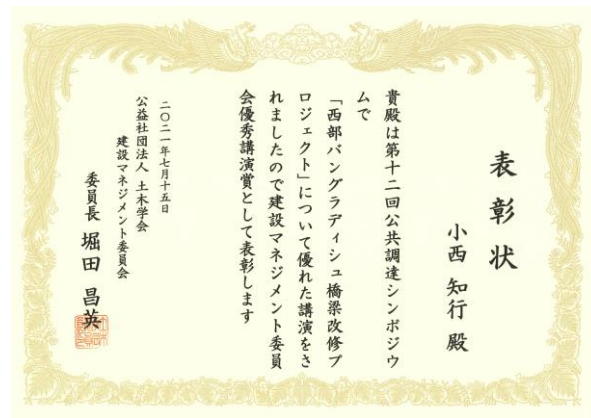 表彰状
小西 知行 殿
貴殿は第十二回公共調達シンポジウ
ムで
「西部バングラディシュ橋梁改修プ
ロジェクト」について優れた講演をさ
れましたので建設マネジメント委員
会優秀講演賞として表彰します
二〇二一年七月十五日
公益社団法人 土木学会
建設マネジメント委員会
委員長 堀田 昌英